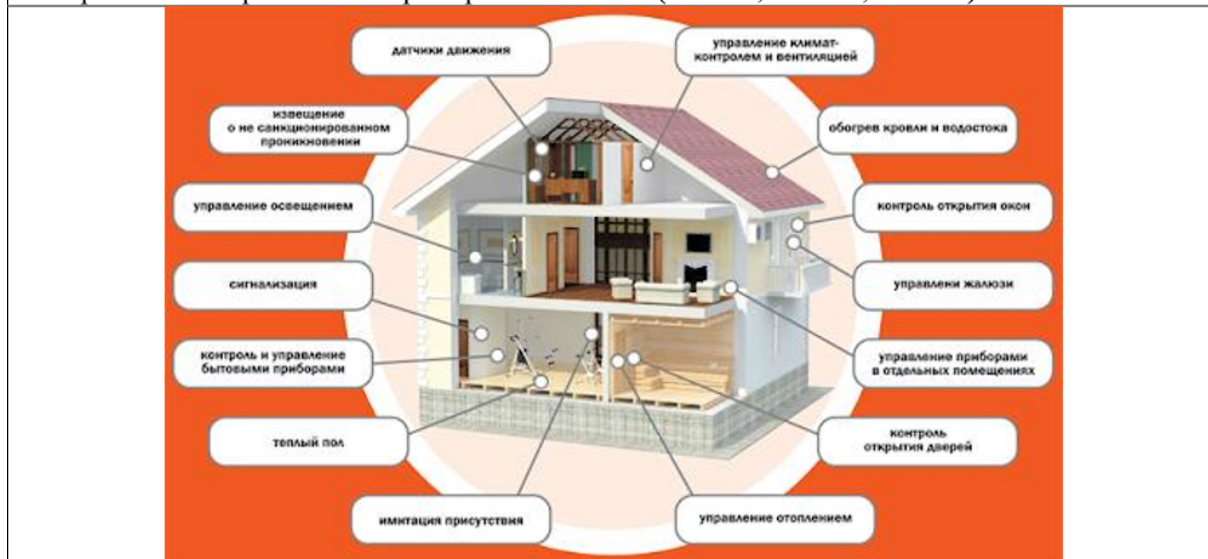 датчики движения
управление климат-
контролем и вентиляцией
извещение
о не санкционированном
проникновении
обогрев кровли и водостока
управление освещением
контроль открытия окон
сигнализация
управлени жалюзи
контроль и управление
бытовыми приборами
управление приборами
в отдельных помещениях
теплый пол
контроль
открытия дверей
имитация присутствия
управление отоплением